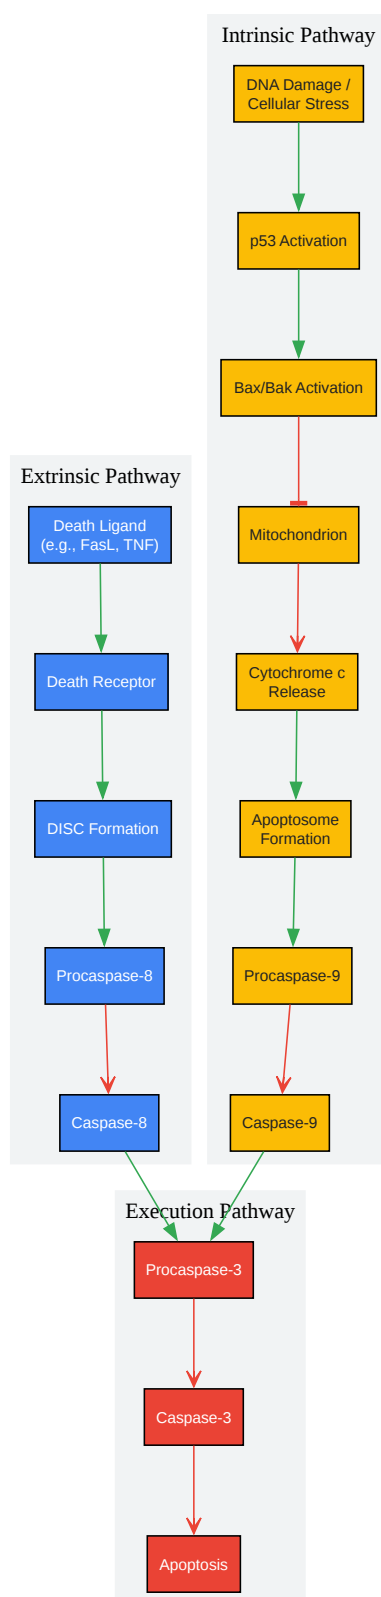 Intrinsic Pathway
DNA Damage /
Cellular Stress
p53 Activation
Bax/Bak Activation
Mitochondrion
Cytochrome c
Release
Apoptosome
Formation
Procaspase-9
Caspase-9
Extrinsic Pathway
Death Ligand
(e.g., FasL, TNF)
Death Receptor
DISC Formation
Procaspase-8
Caspase-8
Execution Pathway
Procaspase-3
Caspase-3
Apoptosis